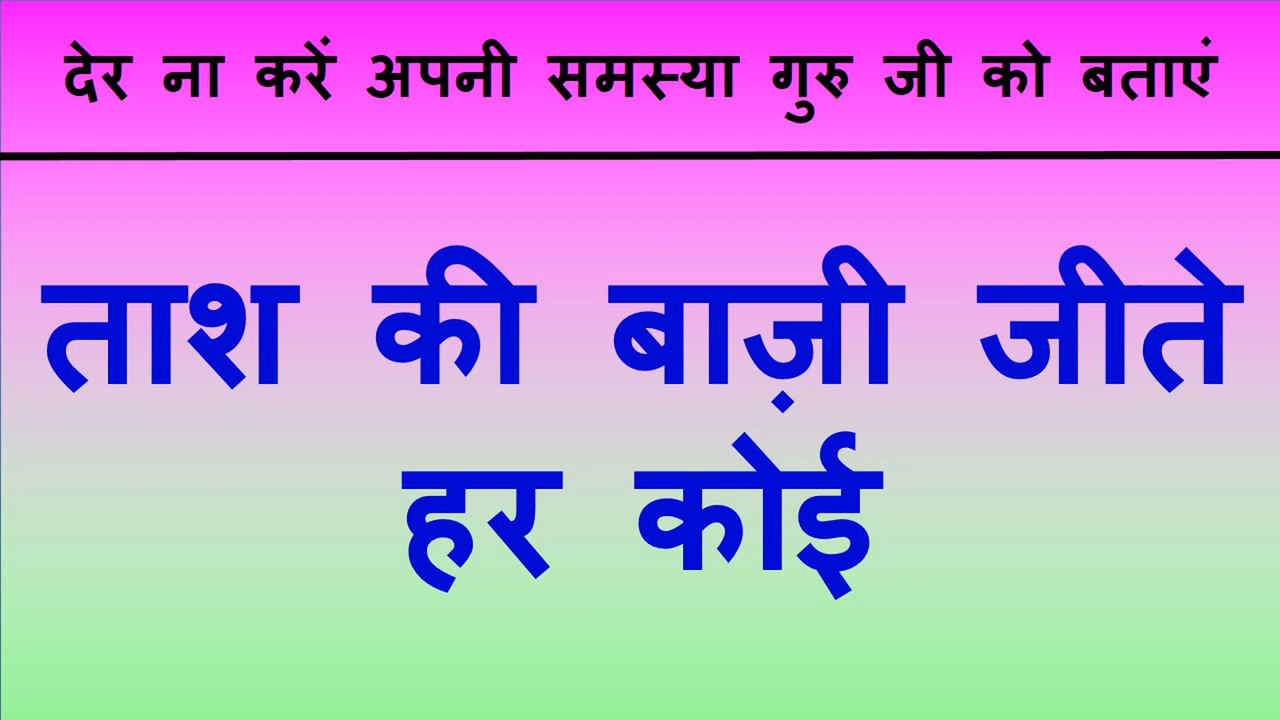 देर ना करें अपनी समस्या गुरु जी को बताएं
ताश की बाज़ी जीते
हर कोई